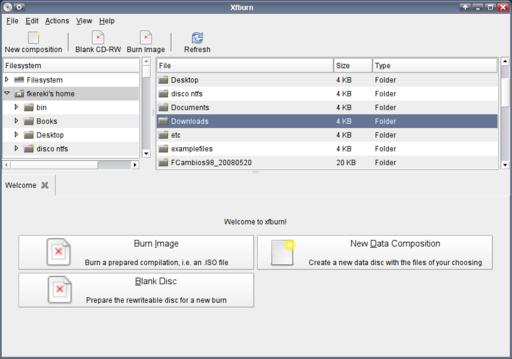 Xfburn
File Edit Actions View Help
New composition Blank CD-RW Burn Image Refresh
Filesystem
Filesystem
fkereki's home
bin
Books
Desktop
disco ntfs
File Size Type
Desktop 4 KB Folder
disco ntfs 4 KB Folder
Documents 4 KB Folder
Downloads 4 KB Folder
etc 4 KB Folder
examplefiles 4 KB Folder
FCambios98_20080520 20 KB Folder
Welcome
Welcome to xfburn!
Burn Image
Burn a prepared compilation, i.e. an .ISO file
New Data Composition
Create a new data disc with the files of your choosing
Blank Disc
Prepare the rewriteable disc for a new burn